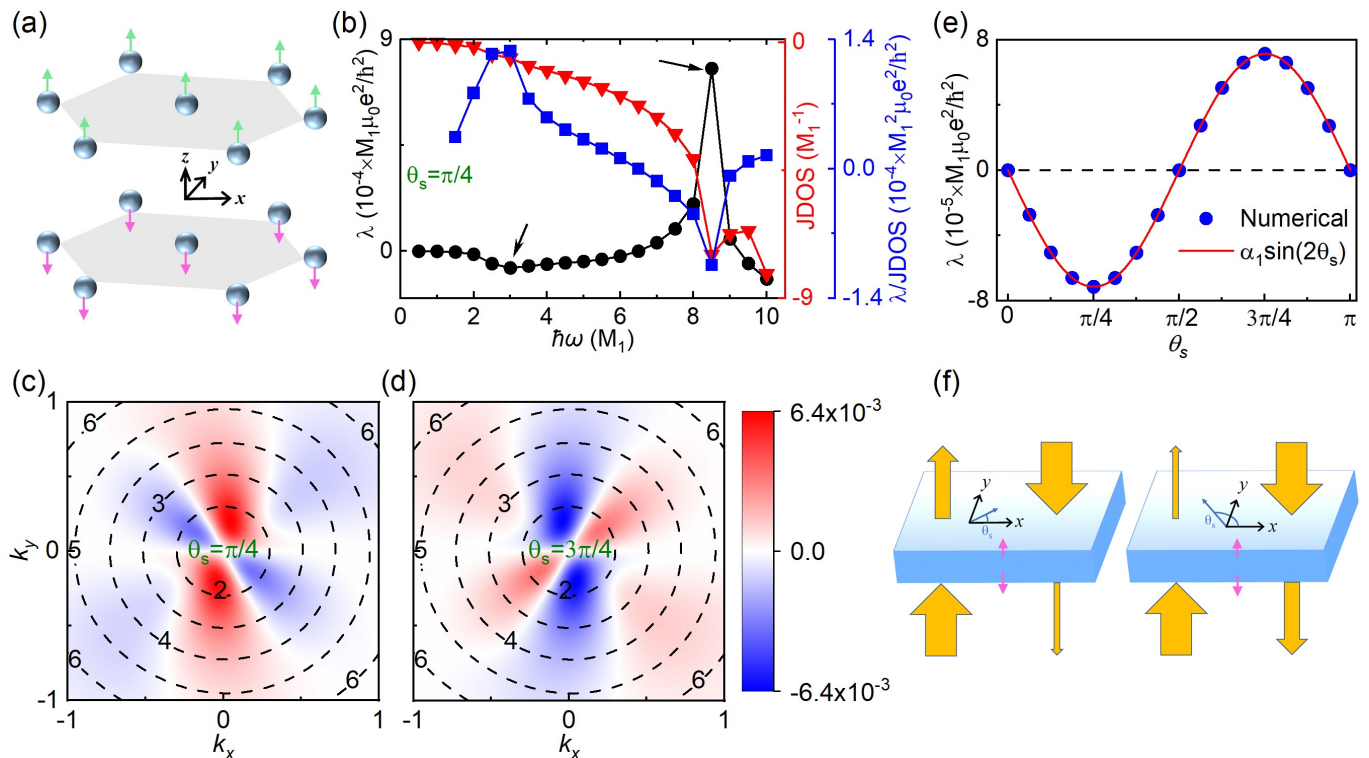 (a)
z
y
x
(b)
9
0
λ (10⁻⁴×M₁μ₀e²/ħ²)
θₛ=π/4
0 2 4 6 8 10
ħω (M₁)
0
-9
JDOS (M₁⁻¹)
1.4
0.0
-1.4
λ/JDOS (10⁻⁴×M₁²μ₀e²/ħ²)
(e)
8
0
-8
λ (10⁻⁵×M₁μ₀e²/ħ²)
Numerical
α₁sin(2θₛ)
0 π/4 π/2 3π/4 π
θₛ
(c)
1
0
-1
k_y
6 6
3
5
θₛ=π/4
2
4
6 6
-1 0 1
kₓ
(d)
6 6
3
5
θₛ=3π/4
2
4
6 6
-1 0 1
kₓ
6.4x10⁻³
0.0
-6.4x10⁻³
(f)
y
x
θₛ
y
x
θₛ